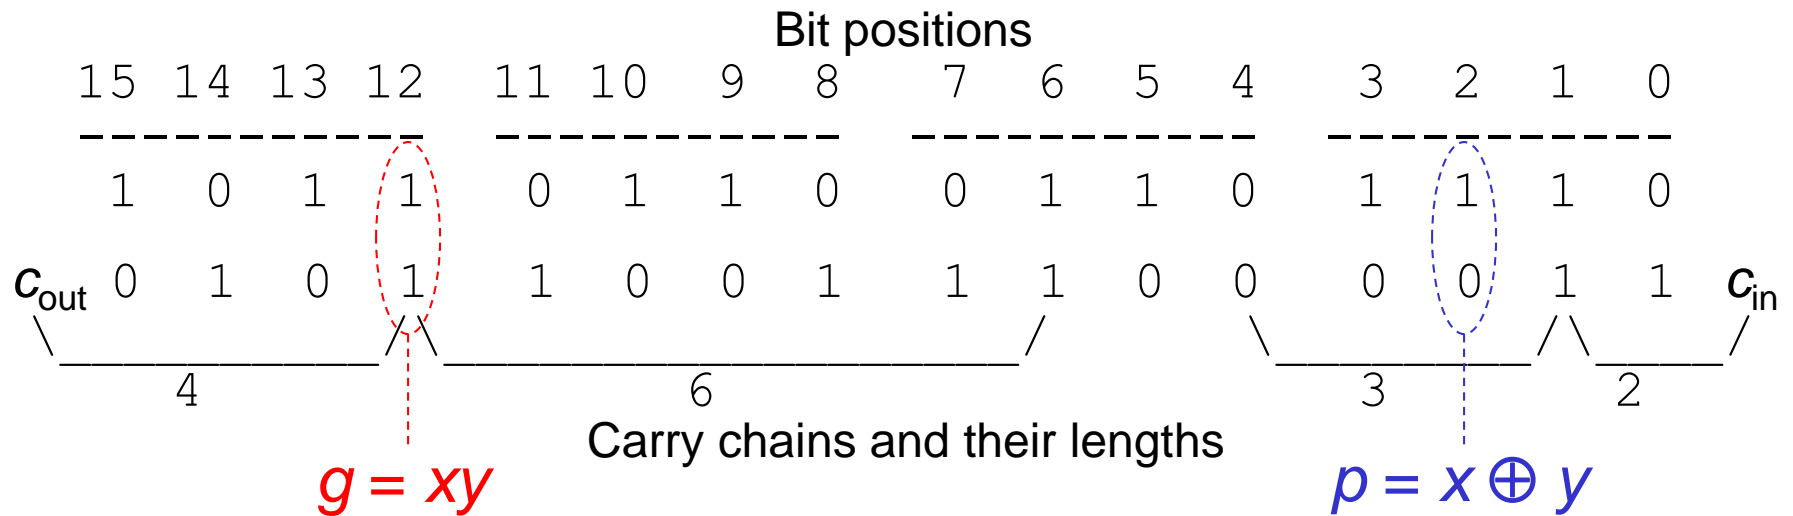 Bit positions
15 14 13 12 11 10 9 8 7 6 5 4 3 2 1 0
1 0 1 1 0 1 1 0 0 1 1 0 1 1 1 0
c_out 0 1 0 1 1 0 0 1 1 1 0 0 0 0 1 1 c_in
4 6 3 2
Carry chains and their lengths
g = xy p = x ⊕ y